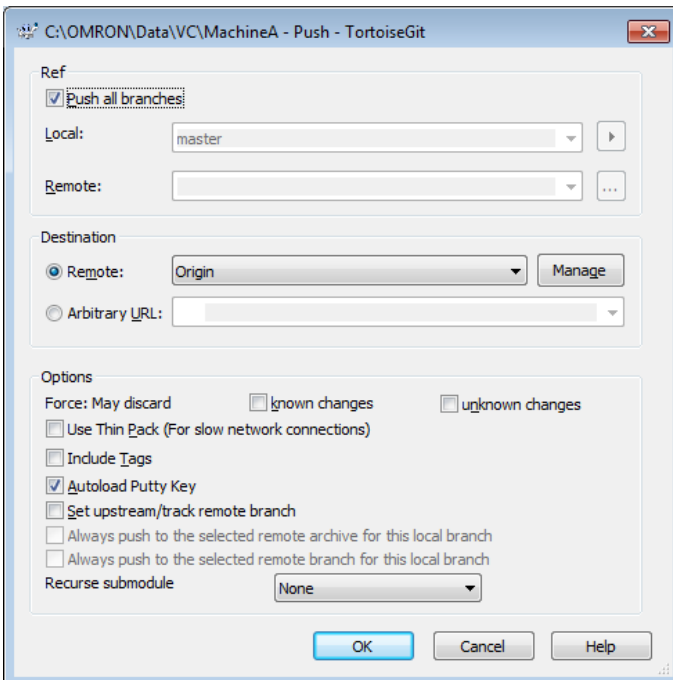 C:\OMRON\Data\VC\MachineA - Push - TortoiseGit
Ref
Push all branches
Local: master
Remote: ...
Destination
Remote: Origin Manage
Arbitrary URL:
Options
Force: May discard known changes unknown changes
Use Thin Pack (For slow network connections)
Include Tags
Autoload Putty Key
Set upstream/track remote branch
Always push to the selected remote archive for this local branch
Always push to the selected remote branch for this local branch
Recurse submodule None
OK Cancel Help